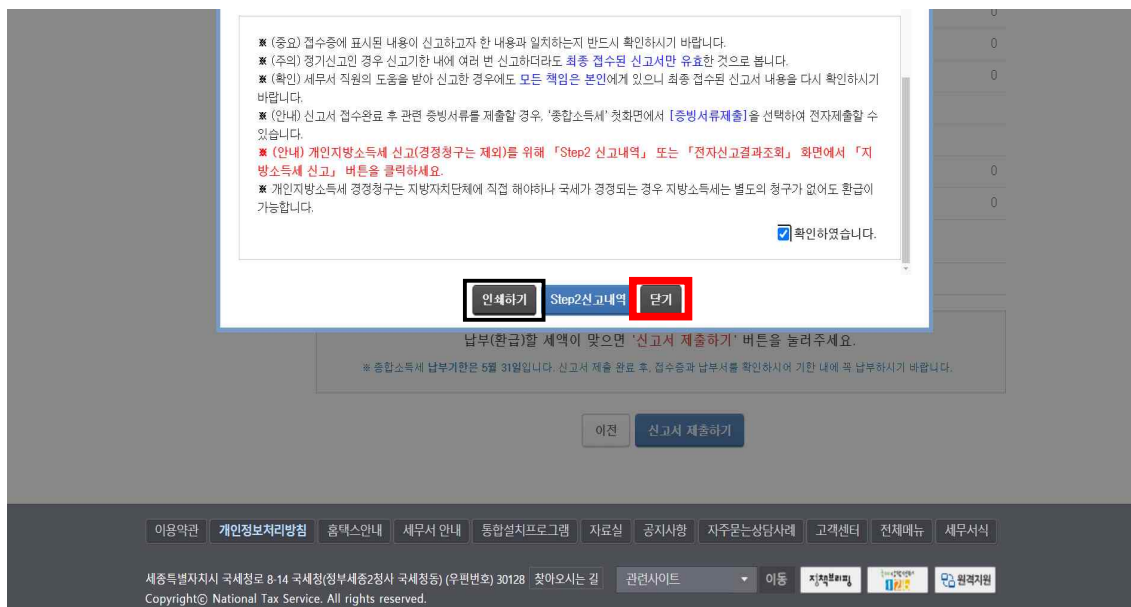 0
※ (중요) 접수증에 표시된 내용이 신고하고자 한 내용과 일치하는지 반드시 확인하시기 바랍니다.
0
※ (주의) 정기신고인 경우 신고기한 내에 여러 번 신고하더라도 최종 접수된 신고서만 유효한 것으로 봅니다.
※ (확인) 세무서 직원의 도움을 받아 신고한 경우에도 모든 책임은 본인에게 있으니 최종 접수된 신고서 내용을 다시 확인하시기
0
바랍니다.
※ (안내) 신고서 접수완료 후 관련 증빙서류를 제출할 경우, '종합소득세' 첫화면에서 [증빙서류제출]을 선택하여 전자제출할 수
있습니다.
※ (안내) 개인지방소득세 신고(경정청구는 제외)를 위해 「Step2 신고내역」 또는 「전자신고결과조회」 화면에서 「지
방소득세 신고」 버튼을 클릭하세요.
0
※ 개인지방소득세 경정청구는 지방자치단체에 직접 해야하나 국세가 경정되는 경우 지방소득세는 별도의 청구가 없어도 환급이
가능합니다.
0
확인하였습니다.
인쇄하기 Step2신고내역 닫기
납부(환급)할 세액이 맞으면 '신고서 제출하기' 버튼을 눌러주세요.
※ 종합소득세 납부기한은 5월 31일입니다. 신고서 제출 완료 후, 접수증과 납부서를 확인하시어 기한 내에 꼭 납부하시기 바랍니다.
이전 신고서 제출하기
이용약관 개인정보처리방침 홈택스안내 세무서 안내 통합설치프로그램 자료실 공지사항 자주묻는상담사례 고객센터 전체메뉴 세무서식
세종특별자치시 국세청로 8-14 국세청(정부세종2청사 국세청동) (우편번호) 30128 찾아오시는 길 관련사이트 이동 정책브리핑 원격지원
Copyright© National Tax Service. All rights reserved.